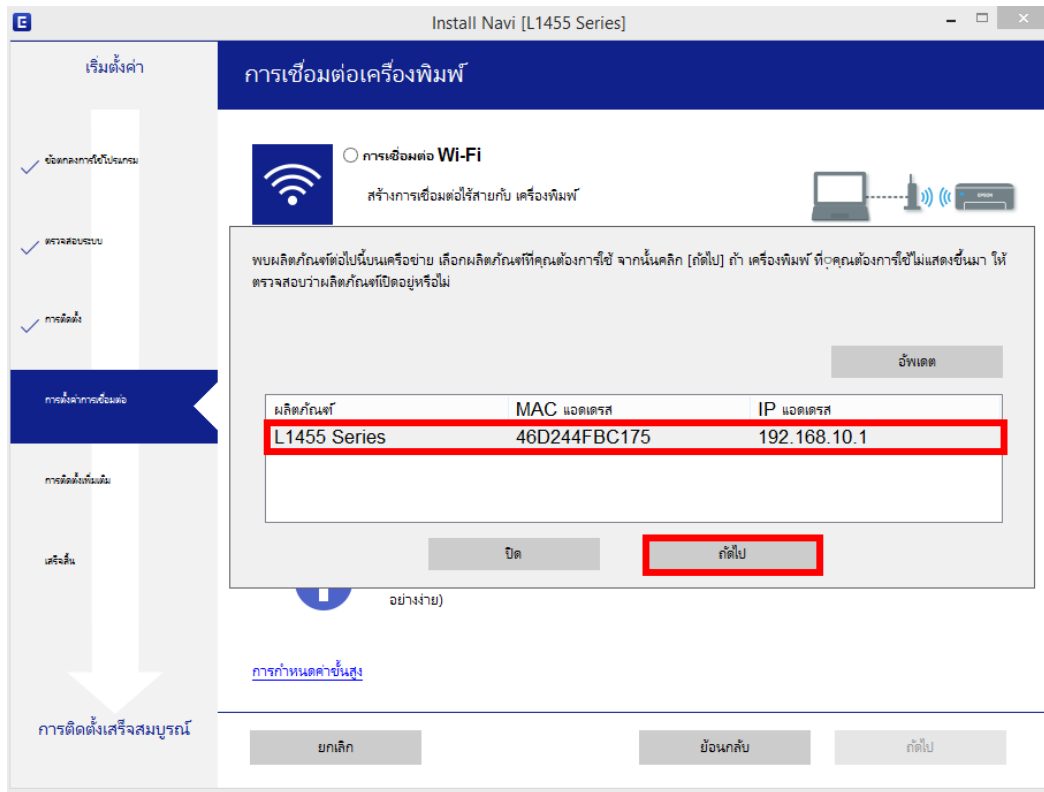 E
Install Navi [L1455 Series]
เริ่มตั้งค่า
การเชื่อมต่อเครื่องพิมพ์
ข้อตกลงการใช้โปรแกรม
ตรวจสอบระบบ
การติดตั้ง
การตั้งค่าการเชื่อมต่อ
การติดตั้งเพิ่มเติม
เสร็จสิ้น
การติดตั้งเสร็จสมบูรณ์
การเชื่อมต่อ Wi-Fi
สร้างการเชื่อมต่อไร้สายกับ เครื่องพิมพ์
EPSON
พบผลิตภัณฑ์ต่อไปนี้บนเครือข่าย เลือกผลิตภัณฑ์ที่คุณต้องการใช้ จากนั้นคลิก [ถัดไป] ถ้า เครื่องพิมพ์ ทีฺ่คุณต้องการใช้ไม่แสดงขึ้นมา ให้
ตรวจสอบว่าผลิตภัณฑ์เปิดอยู่หรือไม่
อัพเดต
ผลิตภัณฑ์ MAC แอดเดรส IP แอดเดรส
L1455 Series 46D244FBC175 192.168.10.1
ปิด ถัดไป
อย่างง่าย)
การกำหนดค่าขั้นสูง
ยกเลิก ย้อนกลับ ถัดไป